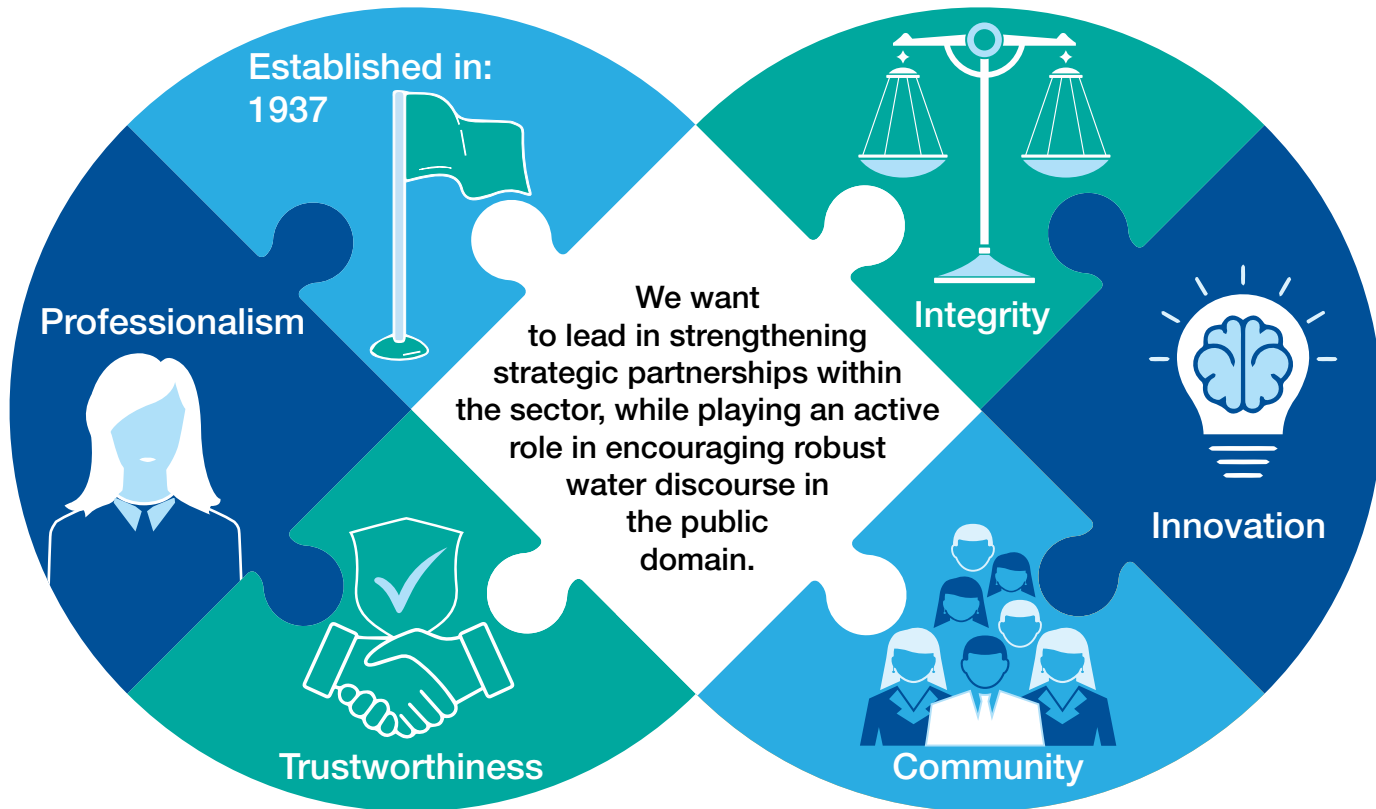 Established in:
1937
Professionalism
Trustworthiness
We want
to lead in strengthening
strategic partnerships within
the sector, while playing an active
role in encouraging robust
water discourse in
the public
domain.
Integrity
Innovation
Community